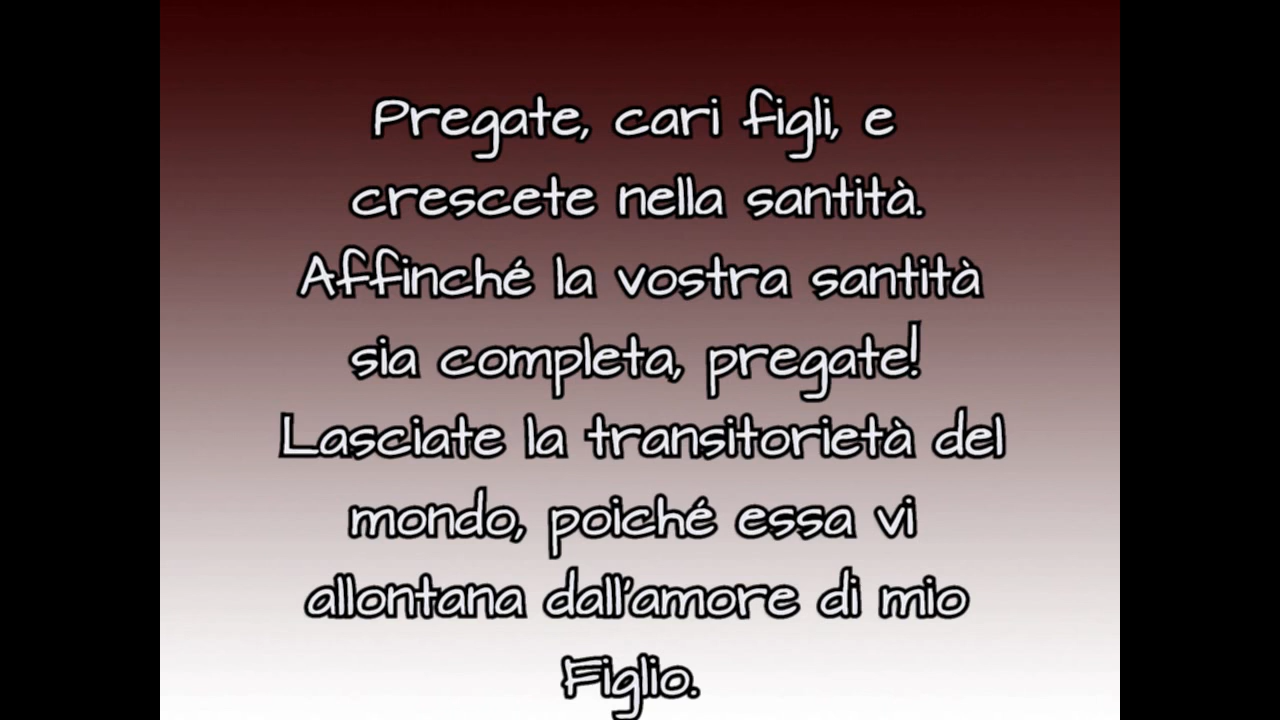 Pregate, cari figli, e
crescete nella santità.
Affinché la vostra santità
sia completa, pregate!
Lasciate la transitorietà del
mondo, poiché essa vi
allontana dall'amore di mio
Figlio.